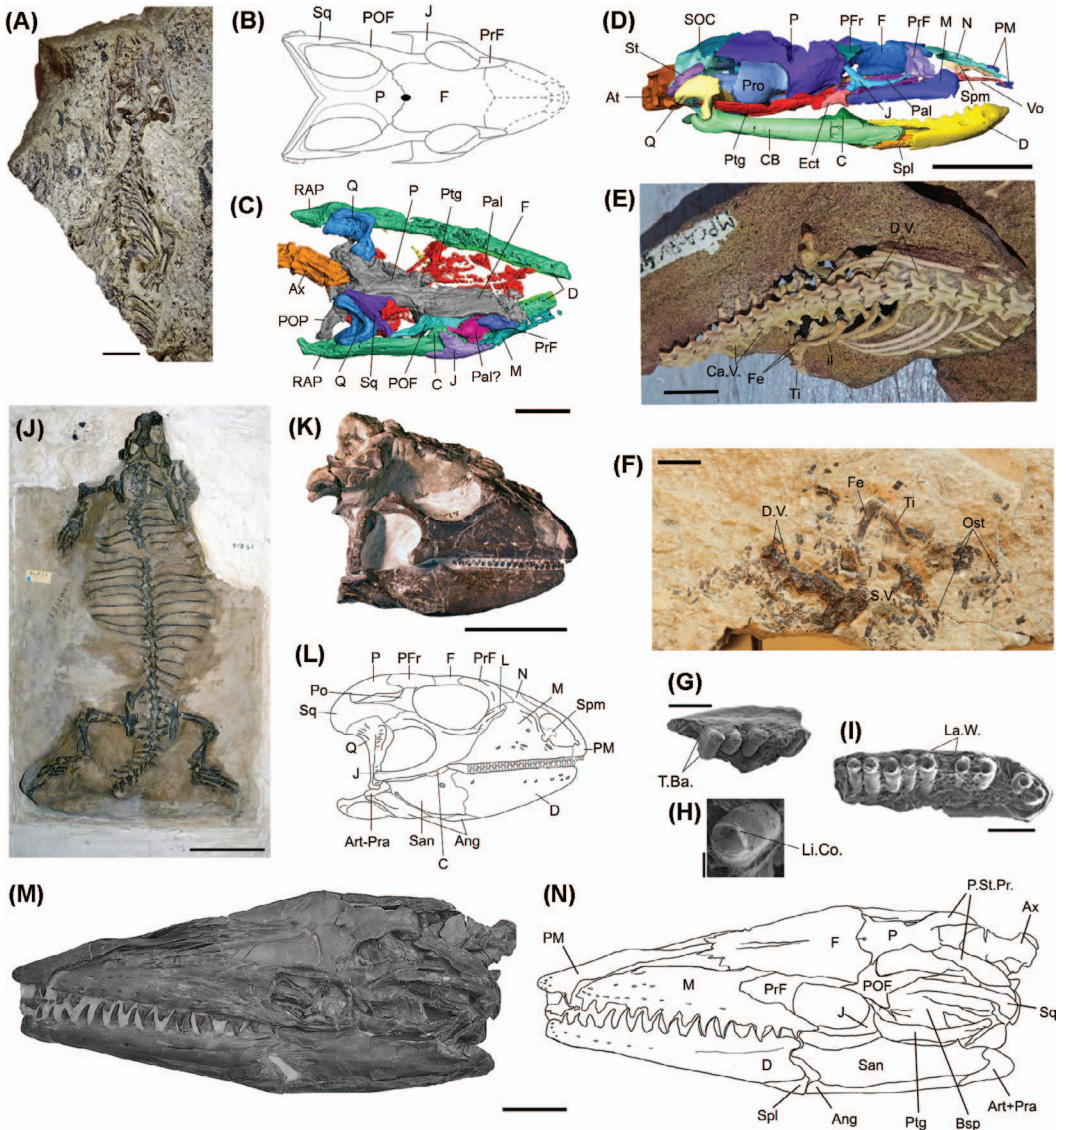 (A)
(B)
Sq
POF
J
PrF
P
F
(C)
RAP
Q
P
Ptg
Pal
F
Ax
D
POP
PrF
RAP
Q
Sq
POF
C
J
Pal?
M
(D)
SOC
P
PFr
F
PrF
M
N
PM
St
Pro
At
Spm
J
Pal
Vo
Q
Ptg
CB
Ect
C
Spl
D
(E)
D.V.
Ca.V.
Fe
il
Ti
(F)
Fe
Ti
D.V.
Ost
S.V.
(G)
T.Ba.
(H)
Li.Co.
(I)
La.W.
(J)
(K)
(L)
P
PFr
F
PrF
L
N
M
Po
Spm
Sq
Q
PM
J
D
Art-Pra
San
Ang
C
(M)
(N)
P.St.Pr.
Ax
PM
F
P
M
PrF
POF
J
Sq
D
San
Spl
Ang
Ptg
Bsp
Art+Pra